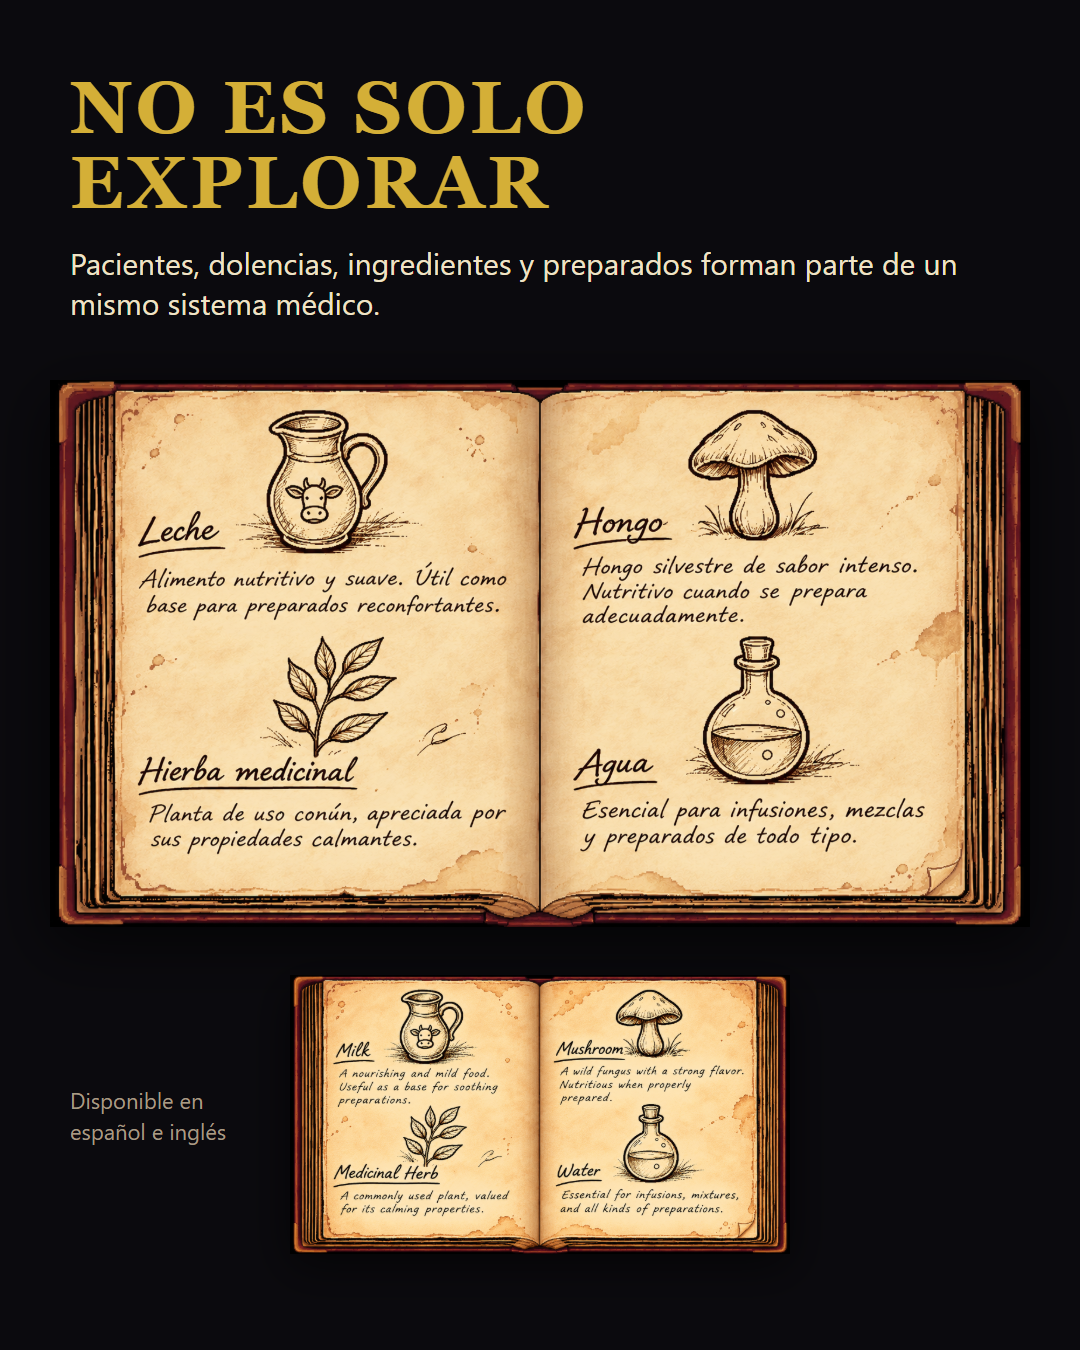 NO ES SOLO
EXPLORAR
Pacientes, dolencias, ingredientes y preparados forman parte de un
mismo sistema médico.
Leche
Alimento nutritivo y suave. Útil como
base para preparados reconfortantes.
Hierba medicinal
Planta de uso conún, apreciada por
sus propiedades calmantes.
Hongo
Hongo silvestre de sabor intenso.
Nutritivo cuando se prepara
adecuadamente.
Agua
Esencial para infusiones, mezclas
y preparados de todo tipo.
Disponible en
español e inglés
Milk
A nourishing and mild food.
Useful as a base for soothing
preparations.
Medicinal Herb
A commonly used plant, valued
for its calming properties.
Mushroom
A wild fungus with a strong flavor.
Nutritious when properly
prepared.
Water
Essential for infusions, mixtures,
and all kinds of preparations.